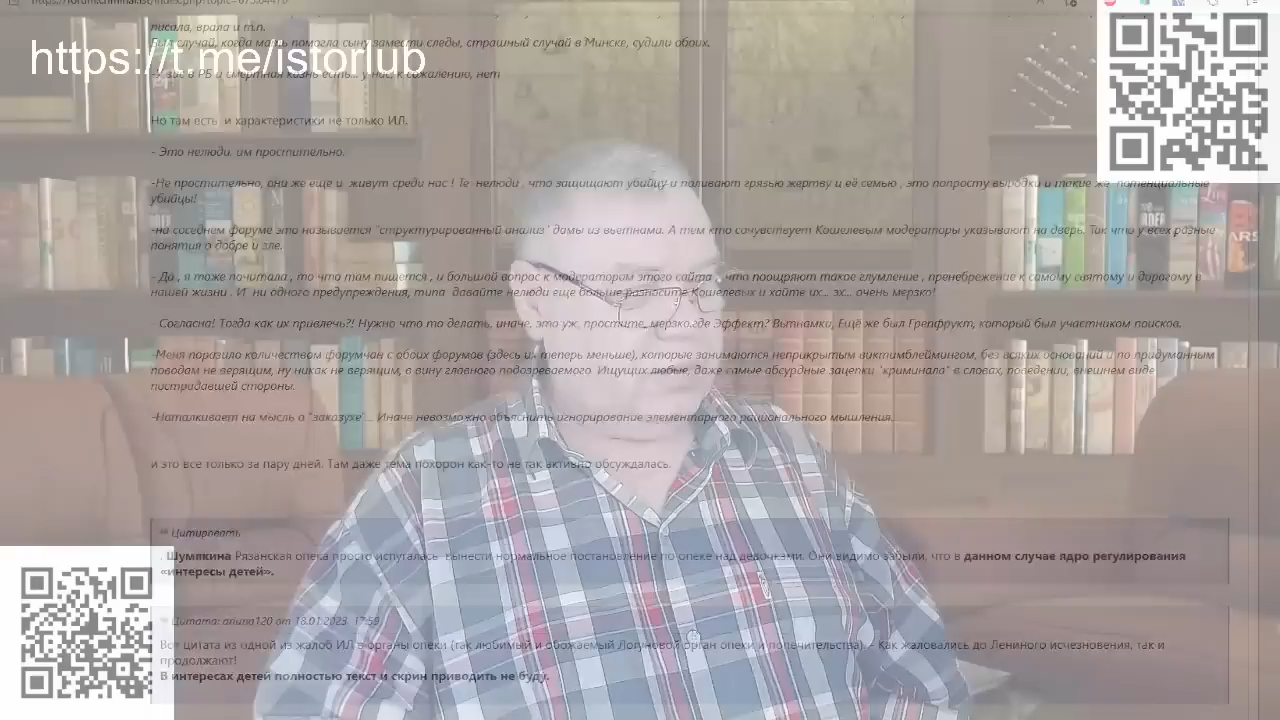 писала, врала и т.п.
Был случай, когда мать помогла сыну замести следы, страшный случай в Минске, судили обоих.
https://t.me/istorlub
у вас в РБ и смертная казнь есть... у нас, к сожалению, нет
Но там есть и характеристики не только ИЛ.
- Это нелюди. им простительно.
-Не простительно, они же еще и живут среди нас ! Те нелюди , что защищают убийцу и поливают грязью жертву и её семью , это попросту выродки и такие же потенциальные
убийцы!
-на соседнем форуме это называется "структурированный анализ" дамы из вьетнама. А тем кто сочувствует Кошелевым модераторы указывают на дверь. Так что у всех разные
понятия о добре и зле.
- Да , я тоже почитала , то что там пишется , и большой вопрос к модераторам этого сайта , что поощряют такое глумление , пренебрежение к самому святому и дорогому в
нашей жизни . И ни одного предупреждения, типа давайте нелюди еще больше разносите Кошелевых и хайте их... эх... очень мерзко!
- Согласна! Тогда как их привлечь?! Нужно что то делать, иначе, это уж, простите, мерзко.где Эффект? Вытнамки, Ещё же был Грепфрукт, который был участником поисков.
-Меня поразило количеством форумчан с обоих форумов (здесь их теперь меньше), которые занимаются неприкрытым виктимблеймингом, без всяких оснований и по придуманным
поводам не верящим, ну никак не верящим, в вину главного подозреваемого. Ищущих любые, даже самые абсурдные зацепки "криминала" в словах, поведении, внешнем виде
пострадавшей стороны.
-Наталкивает на мысль о "заказухе"... Иначе невозможно объяснить игнорирование элементарного рационального мышления...
и это все только за пару дней. Там даже тема похорон как-то не так активно обсуждалась.
Цитировать
. Шумякина Рязанская опека просто испугалась вынести нормальное постановление по опеке над девочками. Они видимо забыли, что в данном случае ядро регулирования
«интересы детей».
Цитата: 120 от 18.01.2023, 17:59
Вся цитата из одной из жалоб ИЛ в органы опеки (так любимый и обожаемый Логуновой орган опеки и попечительства) - Как жаловались до Лениного исчезновения, так и
продолжают!
В интересах детей полностью текст и скрин приводить не буду.